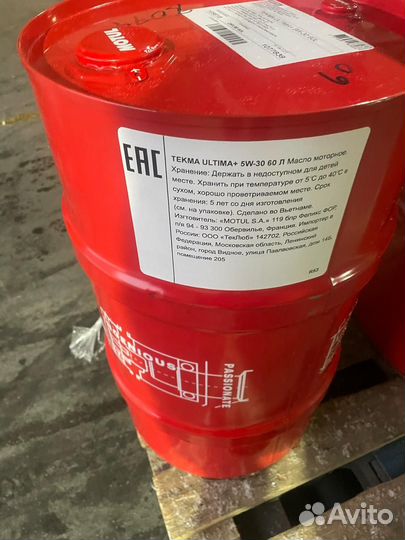 MOTUL
1077839
EAC
TEKMA ULTIMA+ 5W-30 60 Л Масло моторное.
Хранение: Держать в недоступном для детей
месте. Хранить при температуре от 5°C до 40°C в
сухом, хорошо проветриваемом месте. Срок
хранения: 5 лет со дня изготовления
(см. на упаковке). Сделано во Вьетнаме.
Изготовитель: «MOTUL S.A.» 119 блр Феликс ФОР
п/я 94 - 93 300 Обервилье, Франция. Импортер в
России: ООО «ТекЛюб» 142702, Российская
Федерация, Московская область, Ленинский
район, город Видное, улица Павловская, дом 14Б,
помещение 205
PASSIONATE
Avito